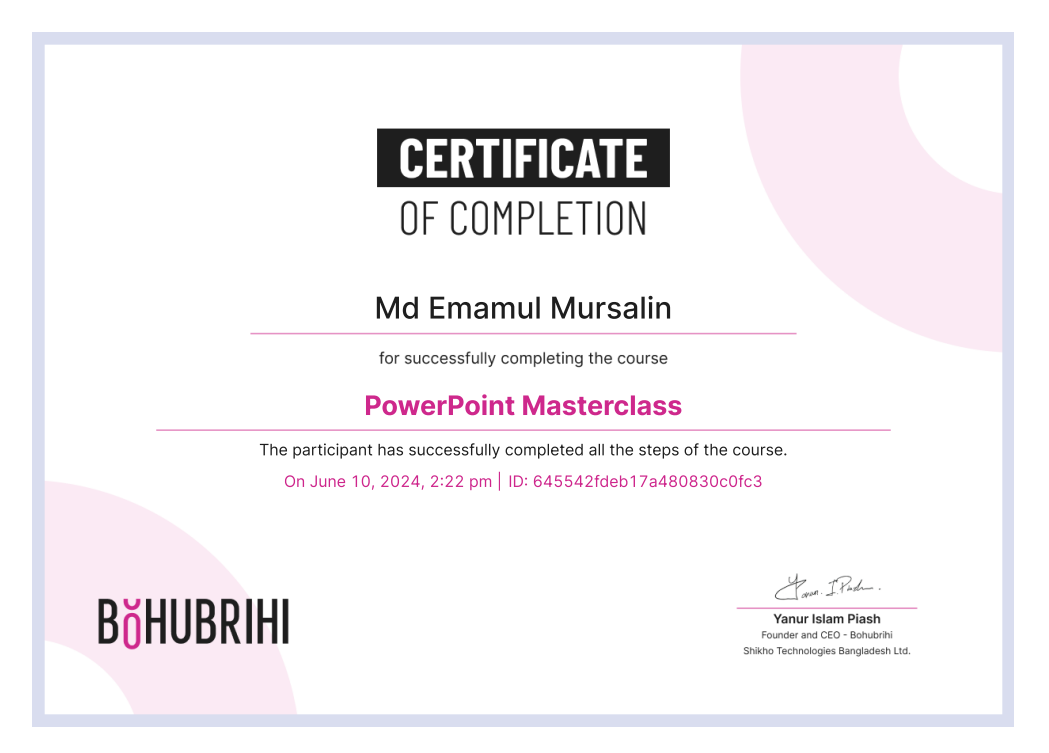 CERTIFICATE
OF COMPLETION
Md Emamul Mursalin
for successfully completing the course
PowerPoint Masterclass
The participant has successfully completed all the steps of the course.
On June 10, 2024, 2:22 pm | ID: 645542fdeb17a480830c0fc3
BOHUBRIHI
Yanur Islam Piash
Founder and CEO - Bohubrihi
Shikho Technologies Bangladesh Ltd.